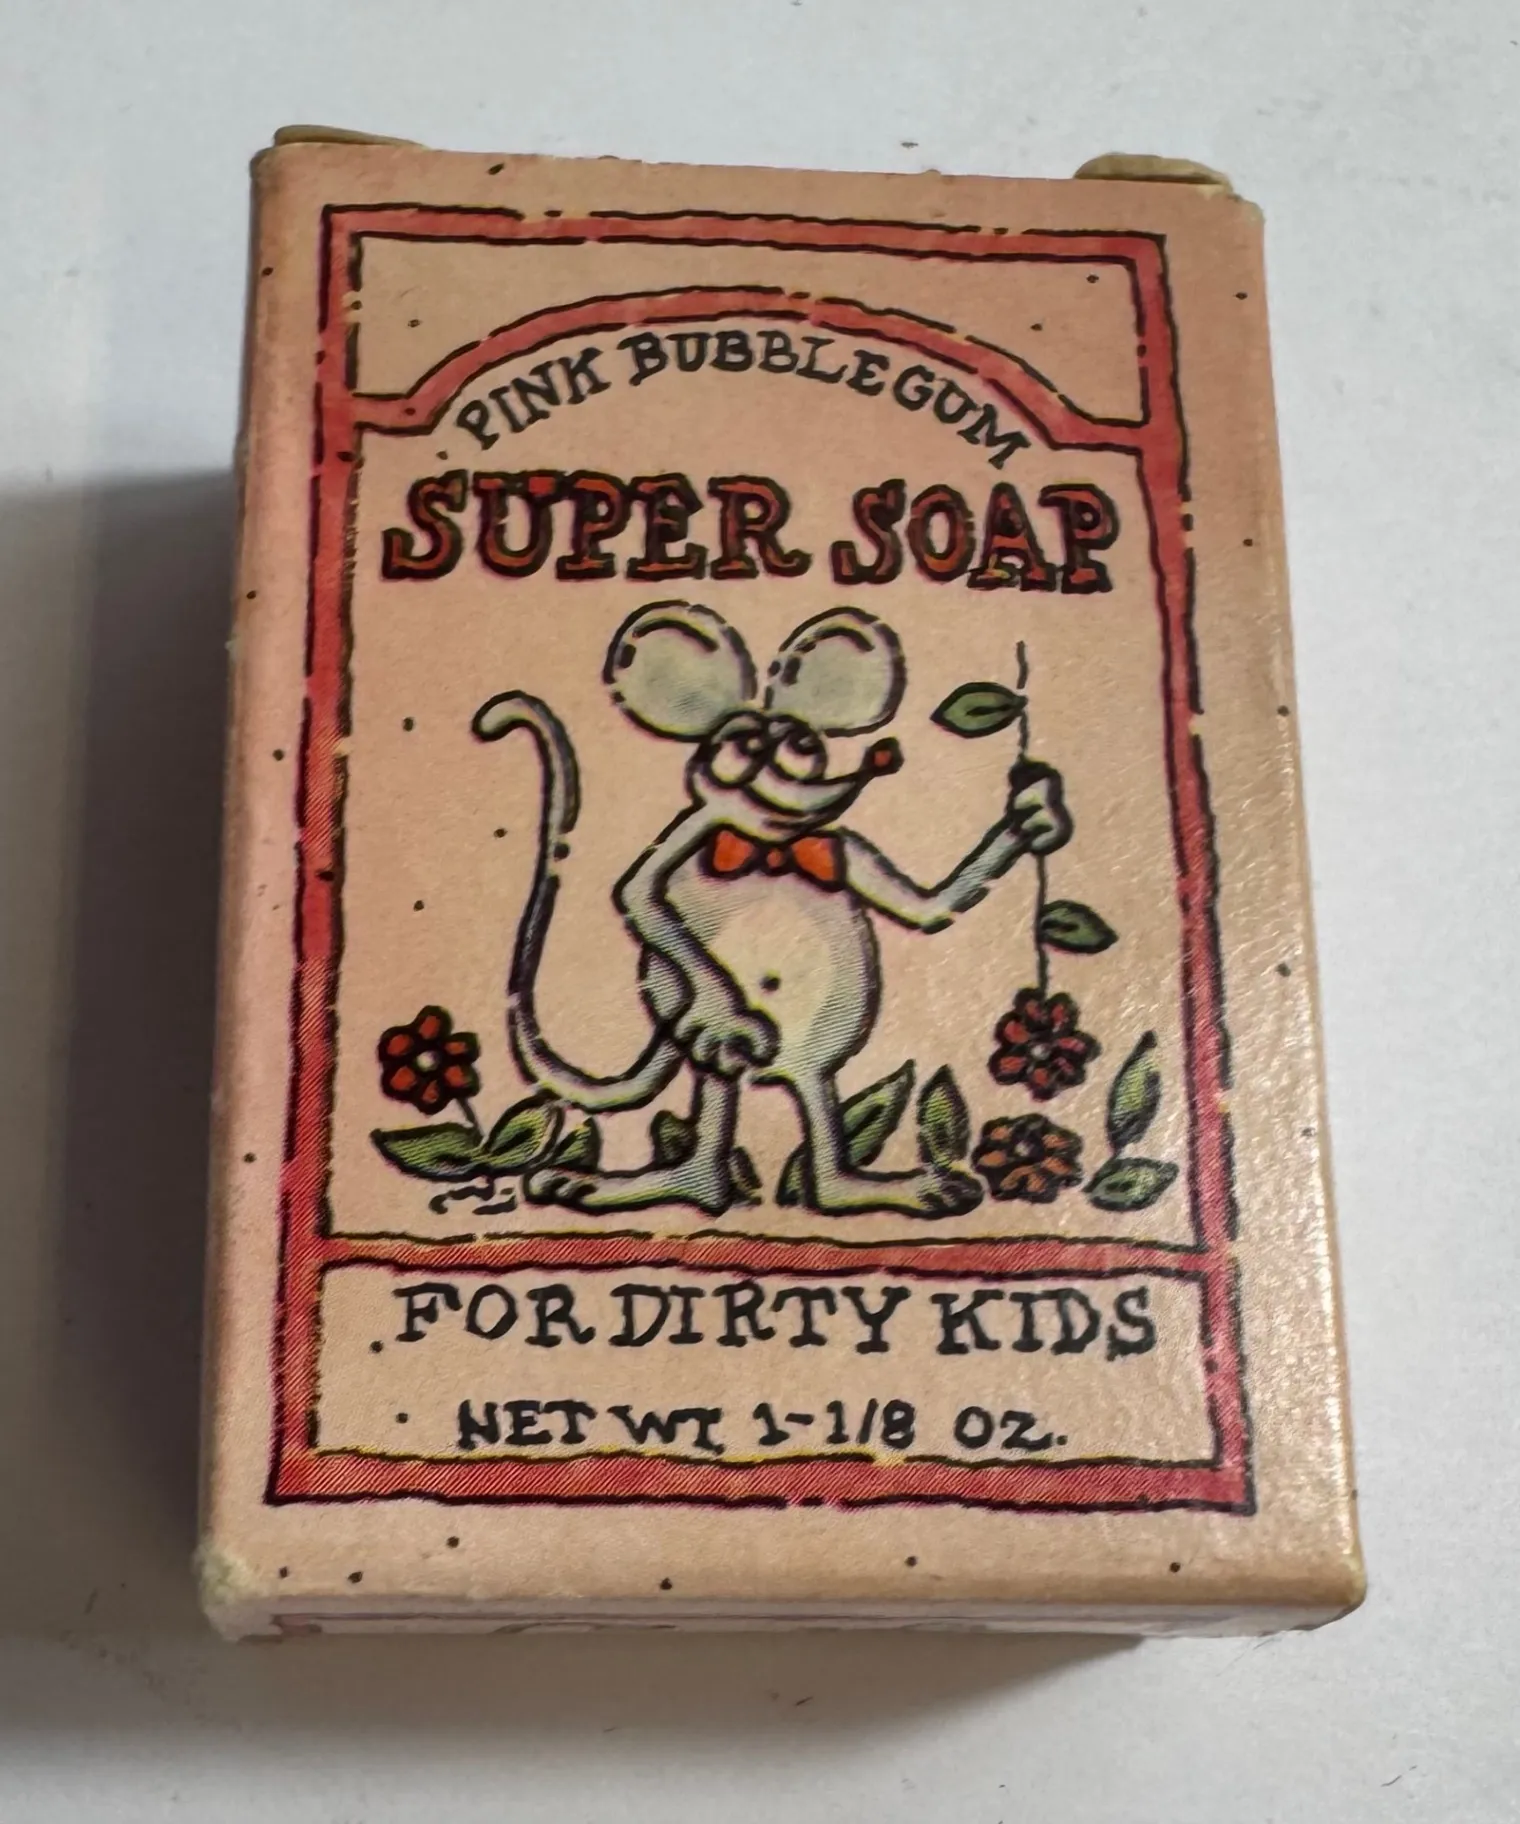 PINK BUBBLEGUM
SUPER SOAP
FOR DIRTY KIDS
NET WT 1-1/8 OZ.